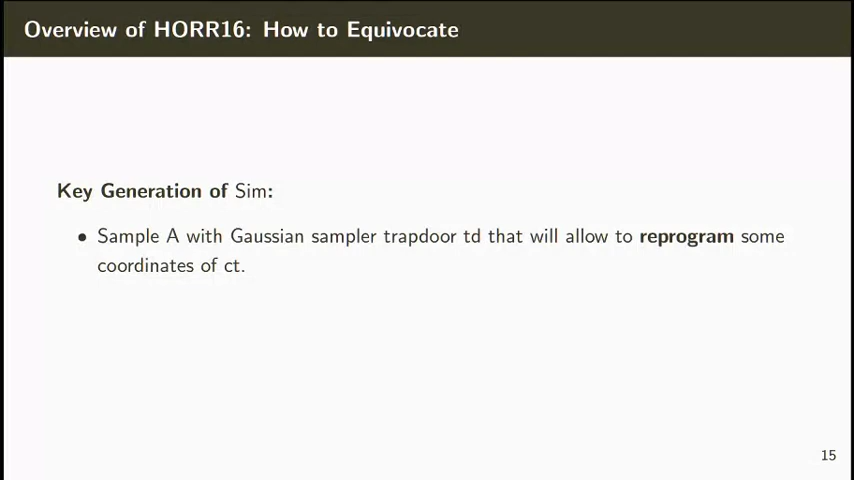 Overview of HORR16: How to Equivocate
Key Generation of Sim:
• Sample A with Gaussian sampler trapdoor td that will allow to reprogram some
coordinates of ct.
15